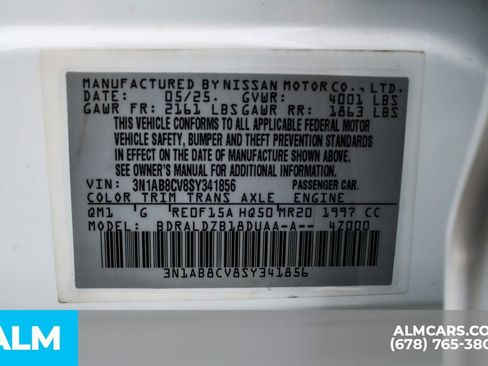 MANUFACTURED BY NISSAN MOTOR CO., LTD.
DATE: 05/25. GVWR: 4001 LBS
GAWR FR: 2161 LBS GAWR RR: 1863 LBS
THIS VEHICLE CONFORMS TO ALL APPLICABLE FEDERAL MOTOR
VEHICLE SAFETY, BUMPER AND THEFT PREVENTION STANDARDS
IN EFFECT ON THE DATE OF MANUFACTURE SHOWN ABOVE.
SEE OWNER'S MANUAL FOR ADDITIONAL INFORMATION.
VIN: 3N1AB8CV8SY341856 PASSENGER CAR
COLOR TRIM TRANS AXLE ENGINE
QM1 G RE0F15A HQ50 MR20 1997 CC
MODEL: BDRALDZB18DUAA-A-- 4Z000
3N1AB8CV8SY341856
ALM
ALMCARS.CO
(678) 765-380